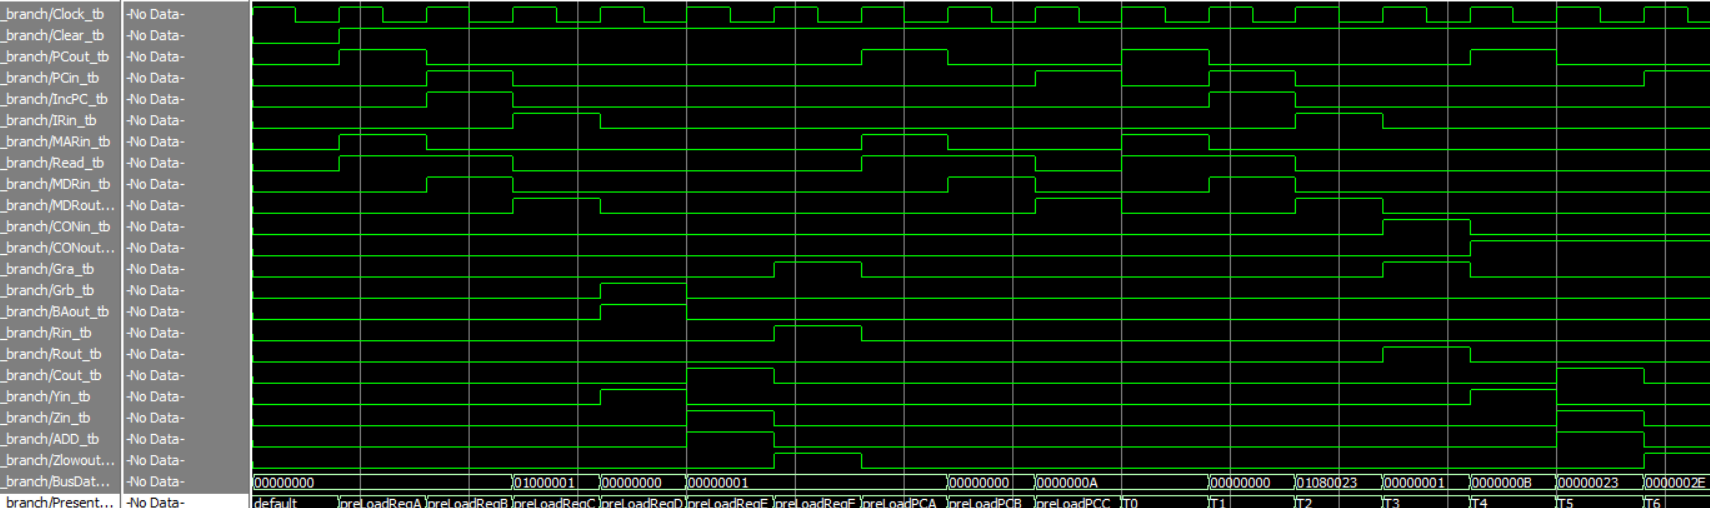 _branch/Clock_tb -No Data-
_branch/Clear_tb -No Data-
_branch/PCout_tb -No Data-
_branch/PCin_tb -No Data-
_branch/IncPC_tb -No Data-
_branch/IRin_tb -No Data-
_branch/MARin_tb -No Data-
_branch/Read_tb -No Data-
_branch/MDRin_tb -No Data-
_branch/MDRout... -No Data-
_branch/CONin_tb -No Data-
_branch/CONout... -No Data-
_branch/Gra_tb -No Data-
_branch/Grb_tb -No Data-
_branch/BAout_tb -No Data-
_branch/Rin_tb -No Data-
_branch/Rout_tb -No Data-
_branch/Cout_tb -No Data-
_branch/Yin_tb -No Data-
_branch/Zin_tb -No Data-
_branch/ADD_tb -No Data-
_branch/Zlowout... -No Data-
_branch/BusDat... -No Data- 00000000 01000001 00000000 00000001 00000000 0000000A 00000000 01080023 00000001 0000000B 00000023 0000002E
_branch/Present... -No Data- default preLoadRegA preLoadRegB preLoadRegC preLoadRegD preLoadRegE preLoadRegF preLoadPCA preLoadPCB preLoadPCC T0 T1 T2 T3 T4 T5 T6